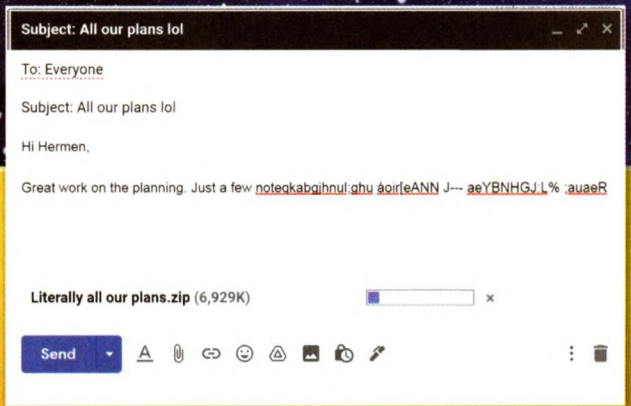 Subject: All our plans lol
To: Everyone
Subject: All our plans lol
Hi Hermen,
Great work on the planning. Just a few noteqkabgjhnul;ghu áoir[eANN J--- aeYBNHGJ:L% :auaeR
Literally all our plans.zip (6,929K)
Send